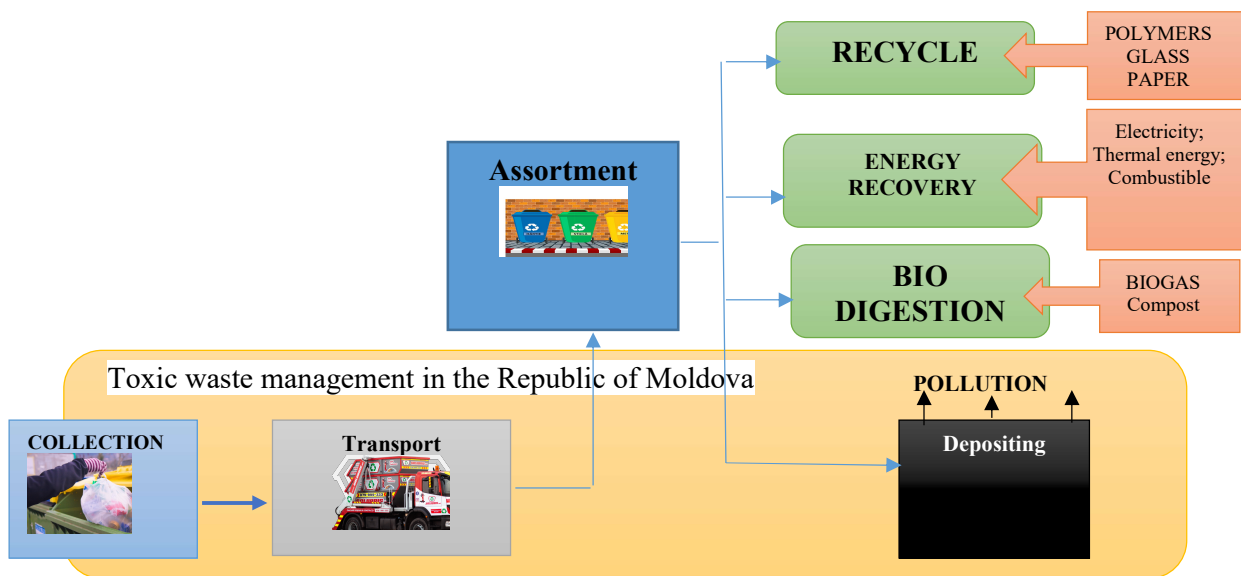 RECYCLE
POLYMERS
GLASS
PAPER
Assortment
ENERGY
RECOVERY
Electricity;
Thermal energy;
Combustible
BIO
DIGESTION
BIOGAS
Compost
Toxic waste management in the Republic of Moldova
POLLUTION
COLLECTION
Transport
Depositing